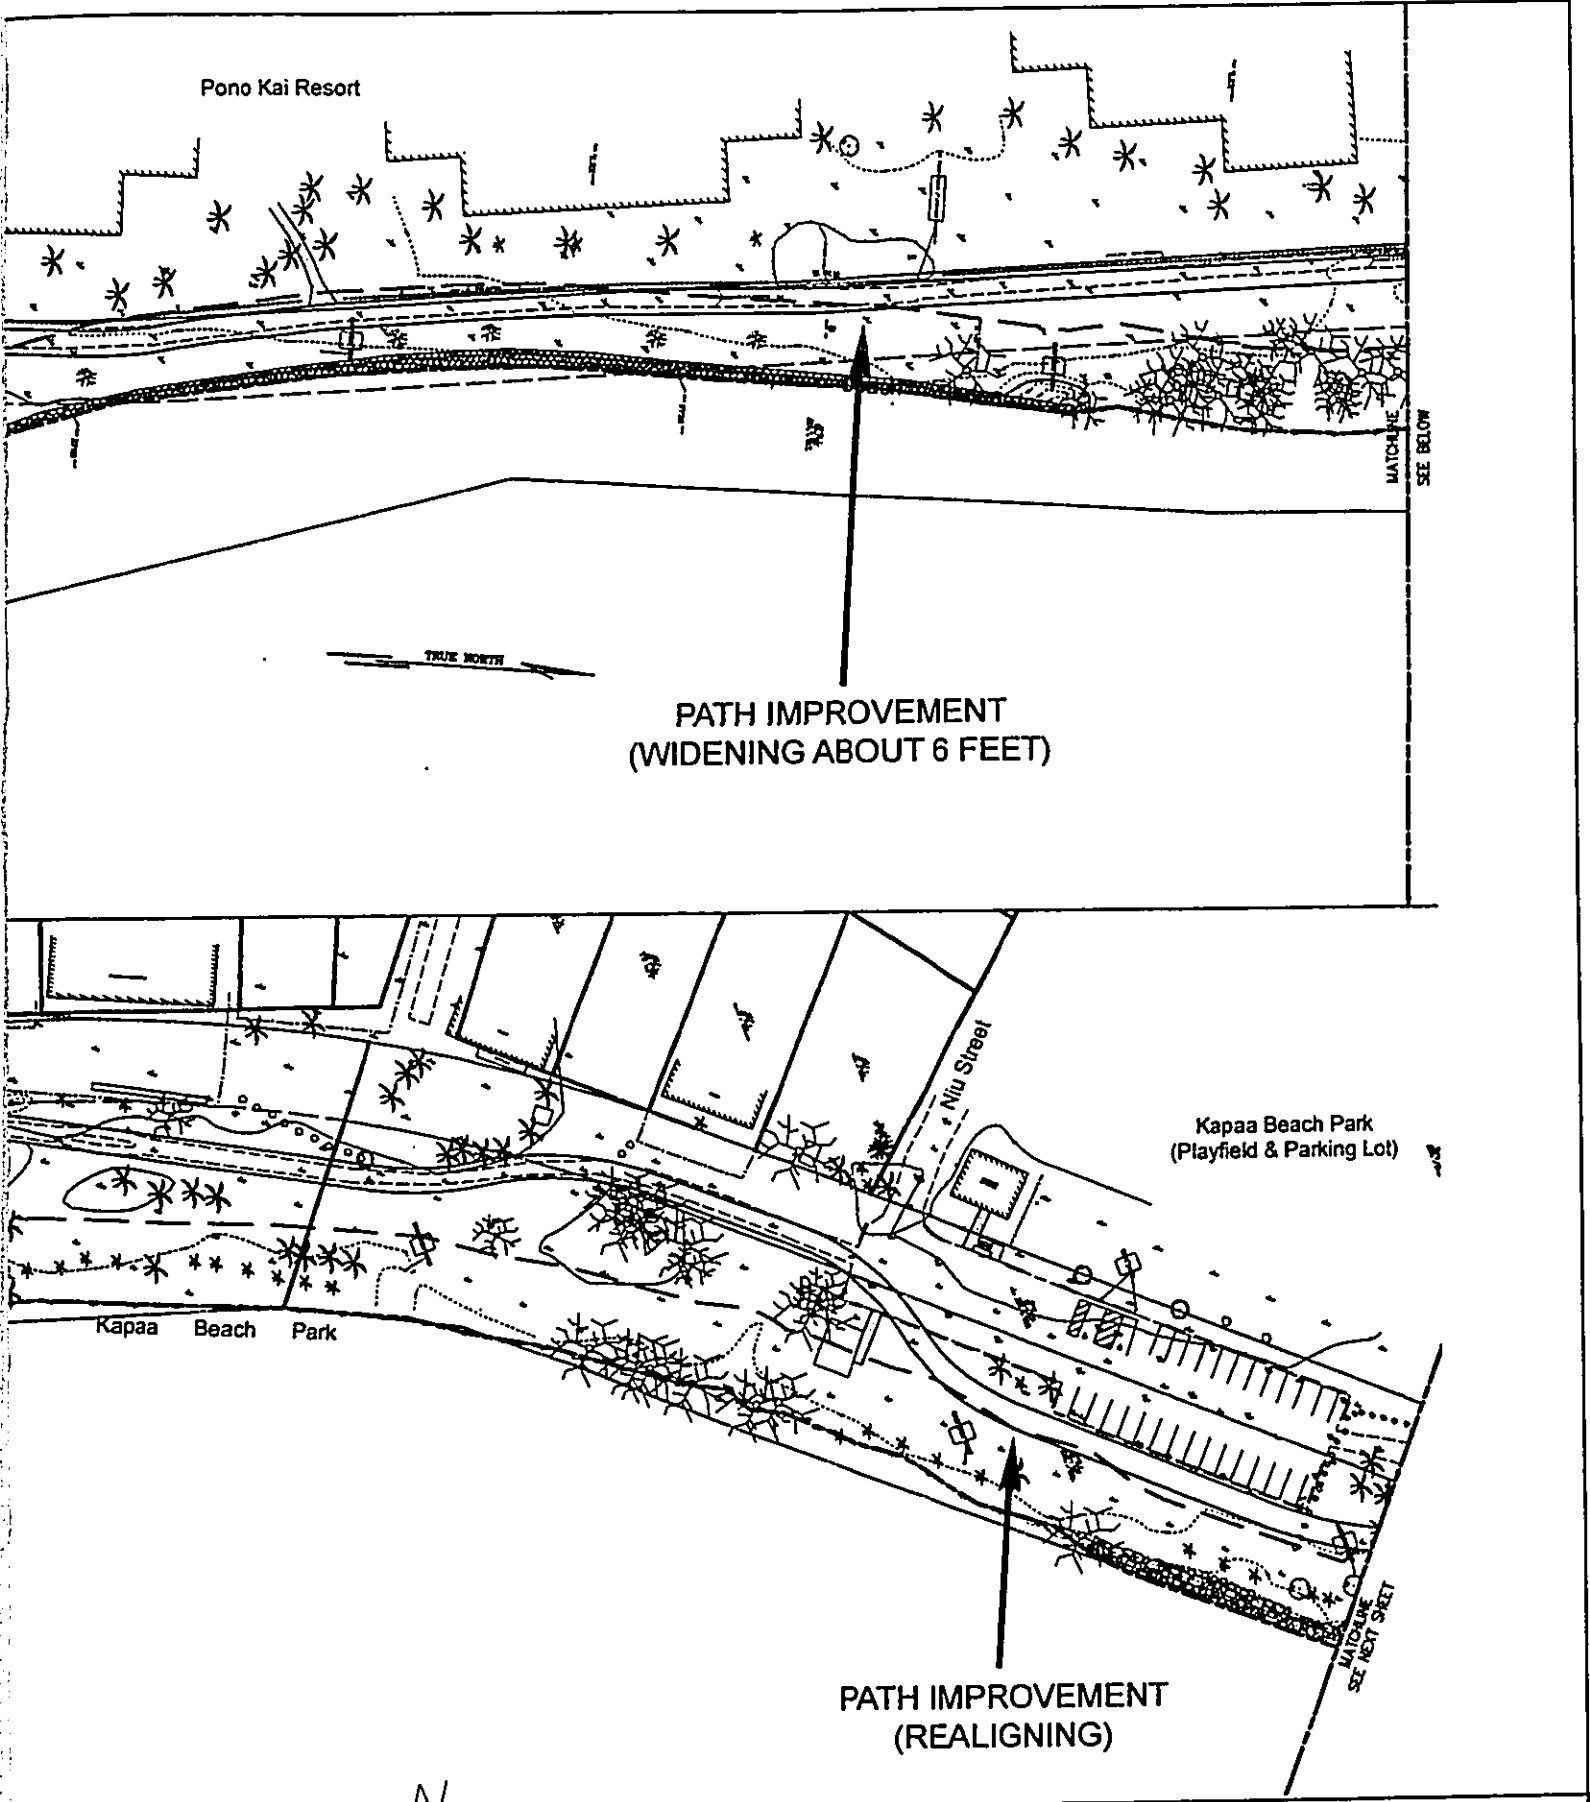 Pono Kai Resort
MATCHLINE
SEE BELOW
TRUE NORTH
PATH IMPROVEMENT
(WIDENING ABOUT 6 FEET)
Niu Street
Kapaa Beach Park
(Playfield & Parking Lot)
Kapaa Beach Park
MATCHLINE
SEE NEXT SHEET
PATH IMPROVEMENT
(REALIGNING)
N